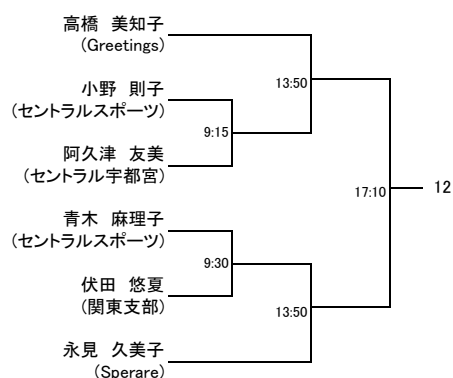 高橋　美知子
(Greetings)
13:50
小野　則子
(セントラルスポーツ)
9:15
阿久津　友美
(セントラル宇都宮)
17:10
12
青木　麻理子
(セントラルスポーツ)
9:30
伏田　悠夏
(関東支部)
13:50
永見　久美子
(Sperare)